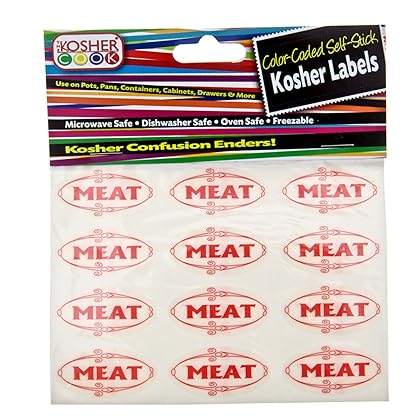 THE
KOSHER
COOK
Color-Coded Self-Stick
Kosher Labels
Use on Pots, Pans, Containers, Cabinets, Drawers & More
Microwave Safe • Dishwasher Safe • Oven Safe • Freezable
Kosher Confusion Enders!
MEAT MEAT MEAT
MEAT MEAT MEAT
MEAT MEAT MEAT
MEAT MEAT MEAT